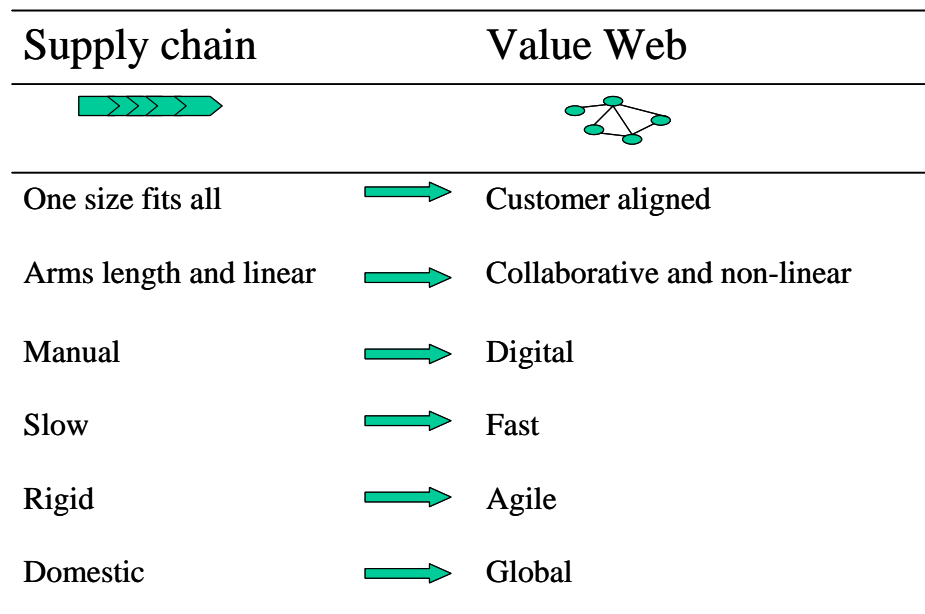 Supply chain Value Web
One size fits all Customer aligned
Arms length and linear Collaborative and non-linear
Manual Digital
Slow Fast
Rigid Agile
Domestic Global